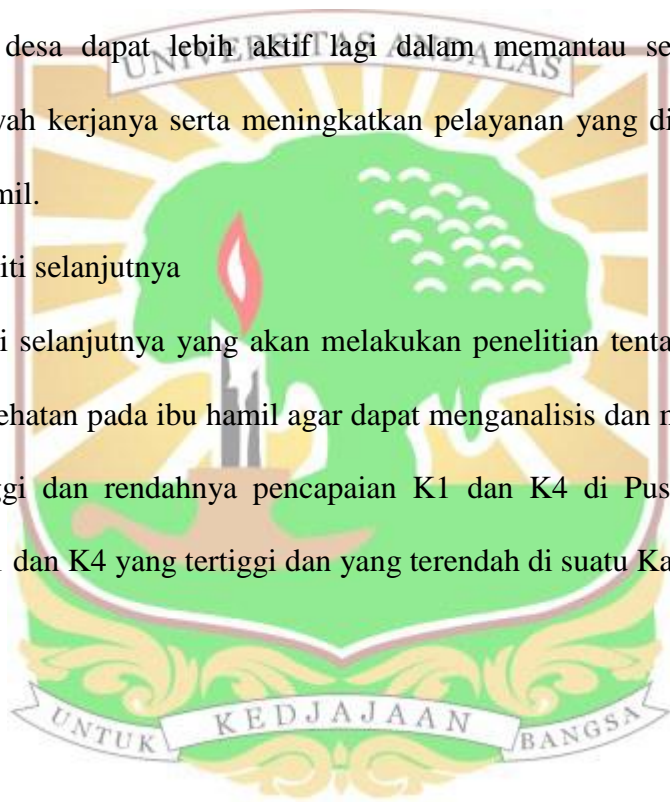 UNIVERSITAS ANDALAS
desa dapat lebih aktif lagi dalam memantau se
yah kerjanya serta meningkatkan pelayanan yang di
mil.
iti selanjutnya
i selanjutnya yang akan melakukan penelitian tenta
ehatan pada ibu hamil agar dapat menganalisis dan
ggi dan rendahnya pencapaian K1 dan K4 di Pus
dan K4 yang tertiggi dan yang terendah di suatu Ka
UNTUK KEDJAJAAN BANGSA